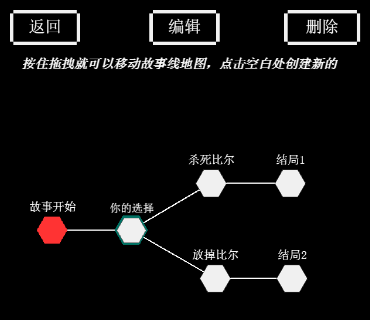 返回
编辑
删除
按住拖拽就可以移动故事线地图，点击空白处创建新的
杀死比尔
结局1
故事开始
你的选择
放掉比尔
结局2